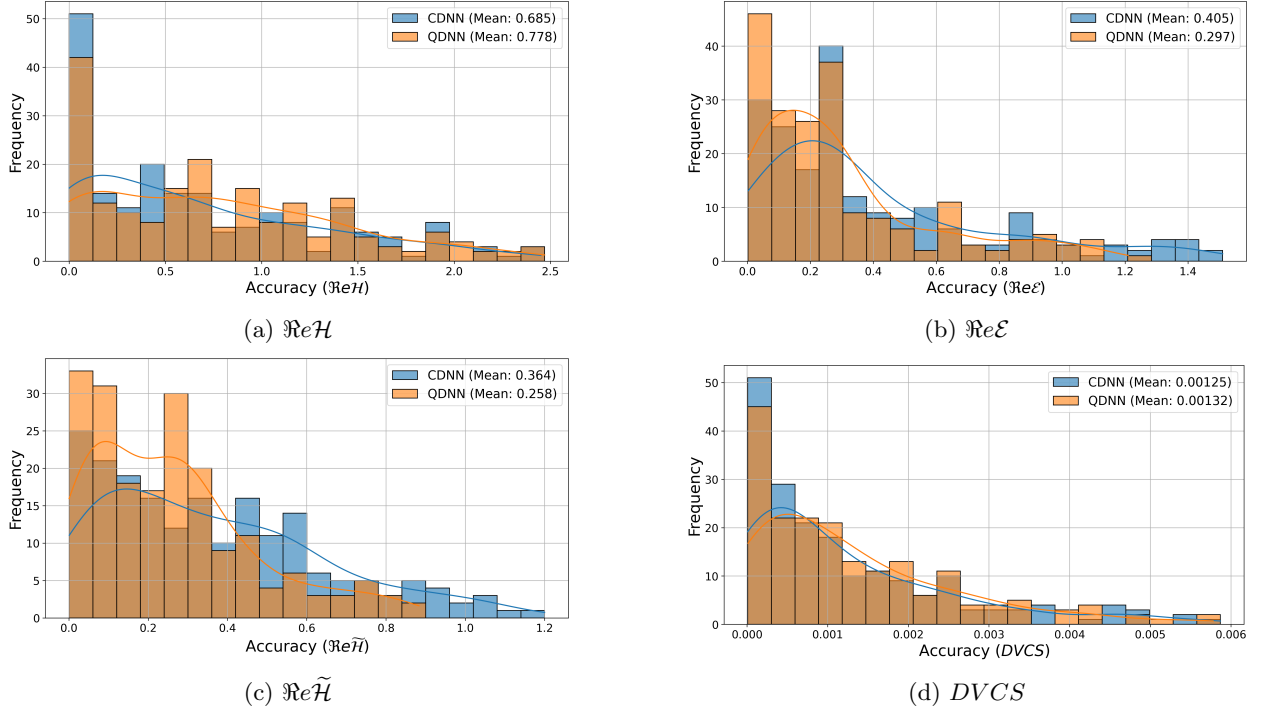 CDNN (Mean: 0.685)
QDNN (Mean: 0.778)
Frequency
50
40
30
20
10
0
0.0 0.5 1.0 1.5 2.0 2.5
Accuracy (ℜeℋ)
(a) ℜeℋ
CDNN (Mean: 0.405)
QDNN (Mean: 0.297)
Frequency
40
30
20
10
0
0.0 0.2 0.4 0.6 0.8 1.0 1.2 1.4
Accuracy (ℜeℰ)
(b) ℜeℰ
CDNN (Mean: 0.364)
QDNN (Mean: 0.258)
Frequency
30
25
20
15
10
5
0
0.0 0.2 0.4 0.6 0.8 1.0 1.2
Accuracy (ℜeℋ̃)
(c) ℜeℋ̃
CDNN (Mean: 0.00125)
QDNN (Mean: 0.00132)
Frequency
50
40
30
20
10
0
0.000 0.001 0.002 0.003 0.004 0.005 0.006
Accuracy (DVCS)
(d) DVCS